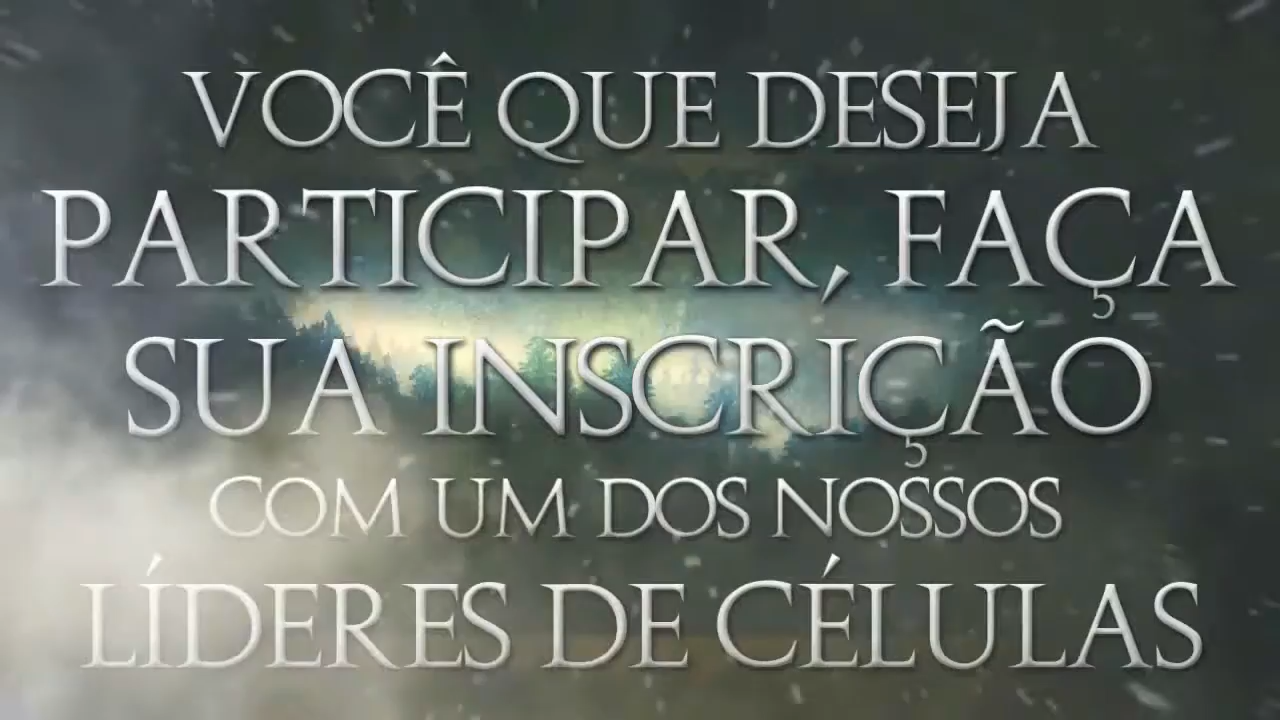 VOCÊ QUE DESEJA
PARTICIPAR, FAÇA
SUA INSCRIÇÃO
COM UM DOS NOSSOS
LÍDERES DE CÉLULAS